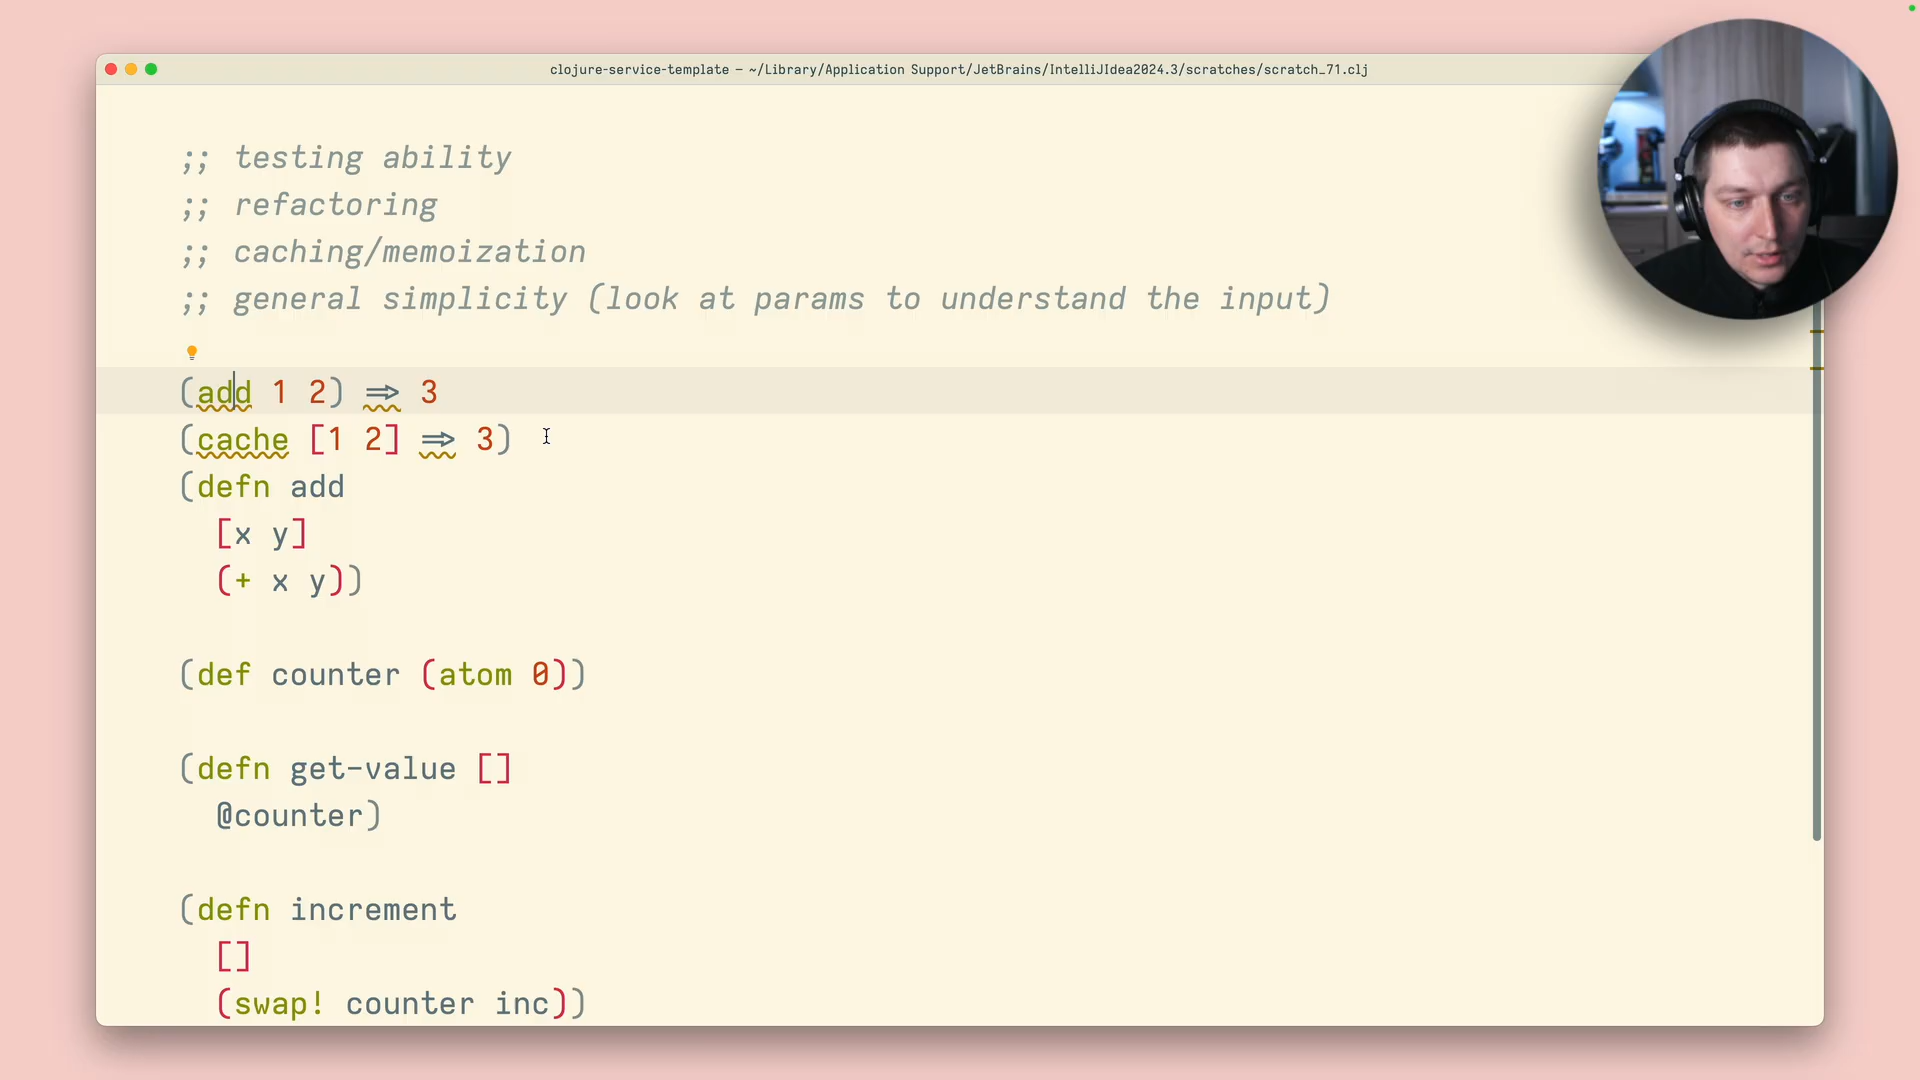 clojure-service-template – ~/Library/Application Support/JetBrains/IntelliJIdea2024.3/scratches/scratch_71.clj
;; testing ability
;; refactoring
;; caching/memoization
;; general simplicity (look at params to understand the input)
(add 1 2) => 3
(cache [1 2] => 3)
(defn add
[x y]
(+ x y))
(def counter (atom 0))
(defn get-value []
@counter)
(defn increment
[]
(swap! counter inc))